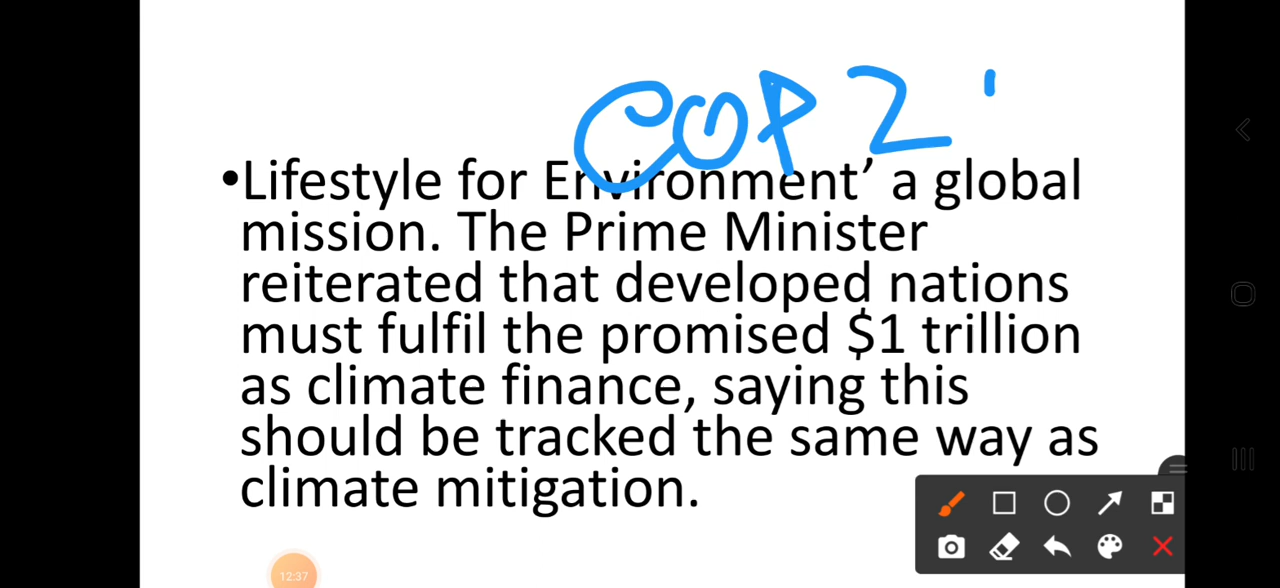 COP 2
•Lifestyle for Environment’ a global
mission. The Prime Minister
reiterated that developed nations
must fulfil the promised $1 trillion
as climate finance, saying this
should be tracked the same way as
climate mitigation.
12:37